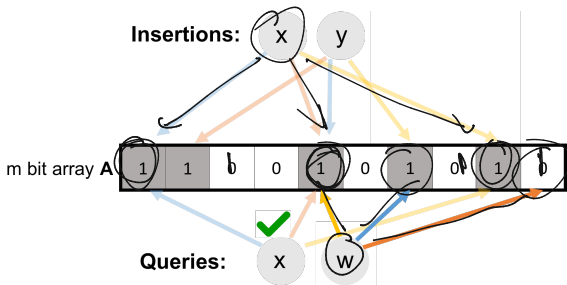 Insertions: x y
m bit array A 1 1 0 0 1 0 1 0 1 0
Queries: x w